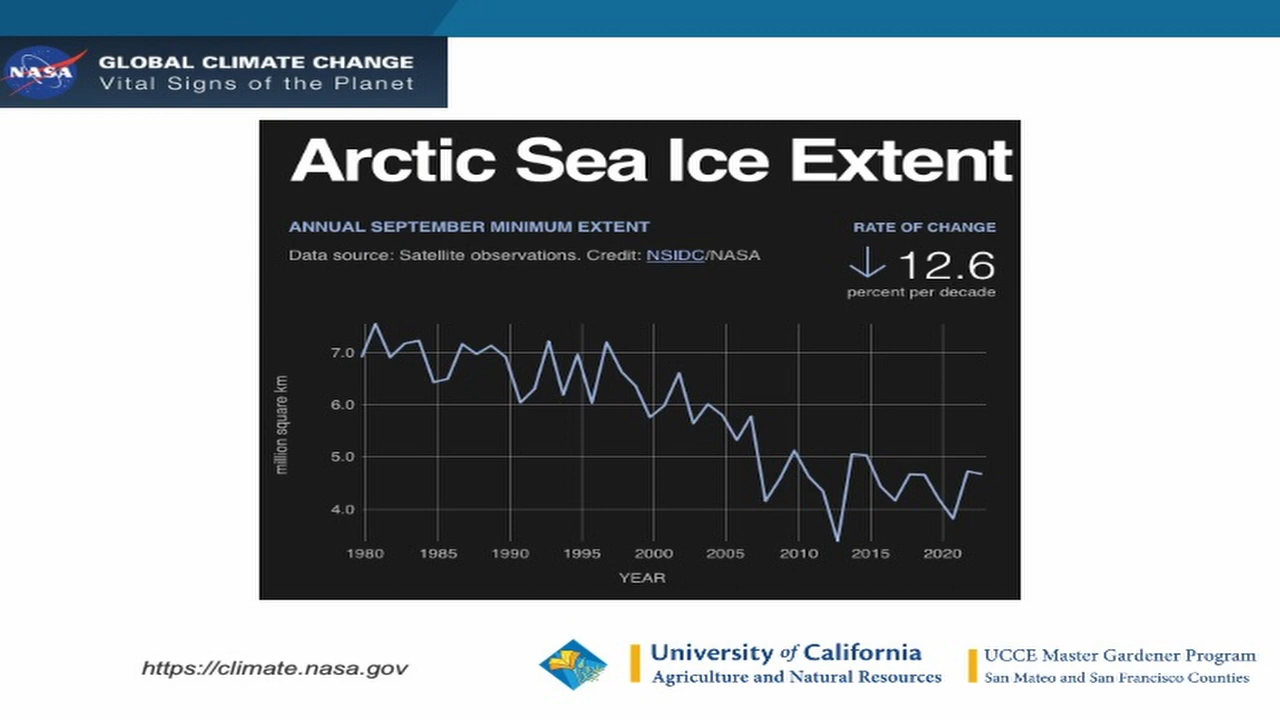 NASA
GLOBAL CLIMATE CHANGE
Vital Signs of the Planet
Arctic Sea Ice Extent
ANNUAL SEPTEMBER MINIMUM EXTENT
RATE OF CHANGE
Data source: Satellite observations. Credit: NSIDC/NASA
12.6
percent per decade
million square km
7.0
6.0
5.0
4.0
1980 1985 1990 1995 2000 2005 2010 2015 2020
YEAR
https://climate.nasa.gov
University of California
Agriculture and Natural Resources
UCCE Master Gardener Program
San Mateo and San Francisco Counties